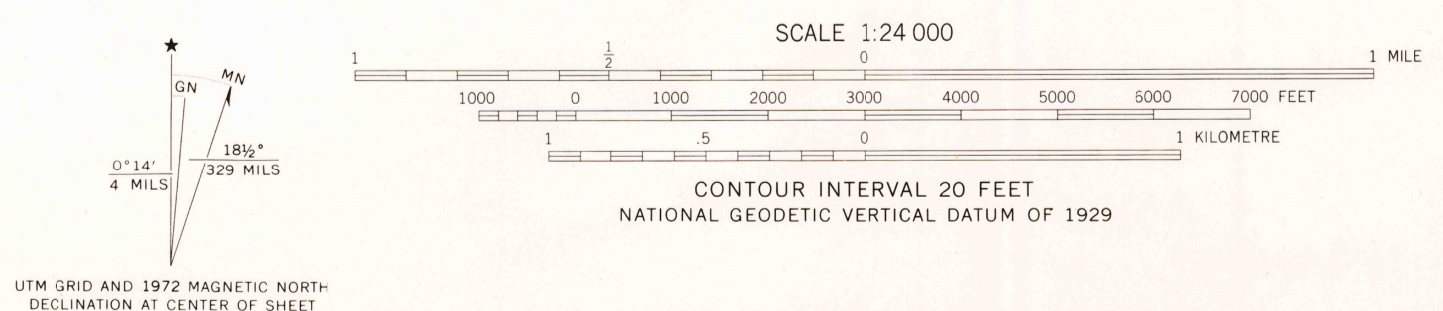 SCALE 1:24 000
1 1/2 0 1 MILE
1000 0 1000 2000 3000 4000 5000 6000 7000 FEET
1 .5 0 1 KILOMETRE
CONTOUR INTERVAL 20 FEET
NATIONAL GEODETIC VERTICAL DATUM OF 1929
★
GN
MN
0°14′
4 MILS
18½°
329 MILS
UTM GRID AND 1972 MAGNETIC NORTH
DECLINATION AT CENTER OF SHEET